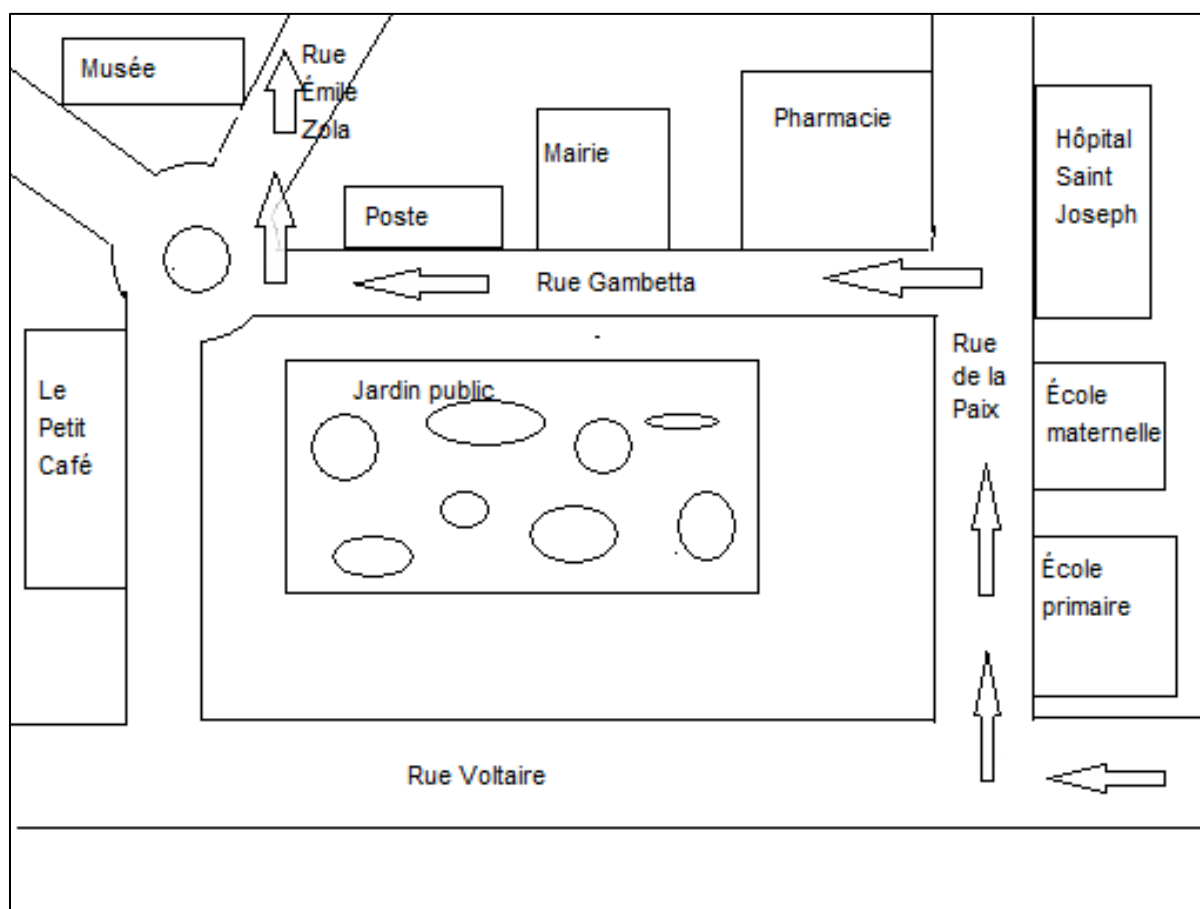 Musée
Rue
Émile
Zola
Poste
Mairie
Pharmacie
Hôpital
Saint
Joseph
Rue Gambetta
Rue
de la
Paix
Le
Petit
Café
Jardin public
École
maternelle
École
primaire
Rue Voltaire